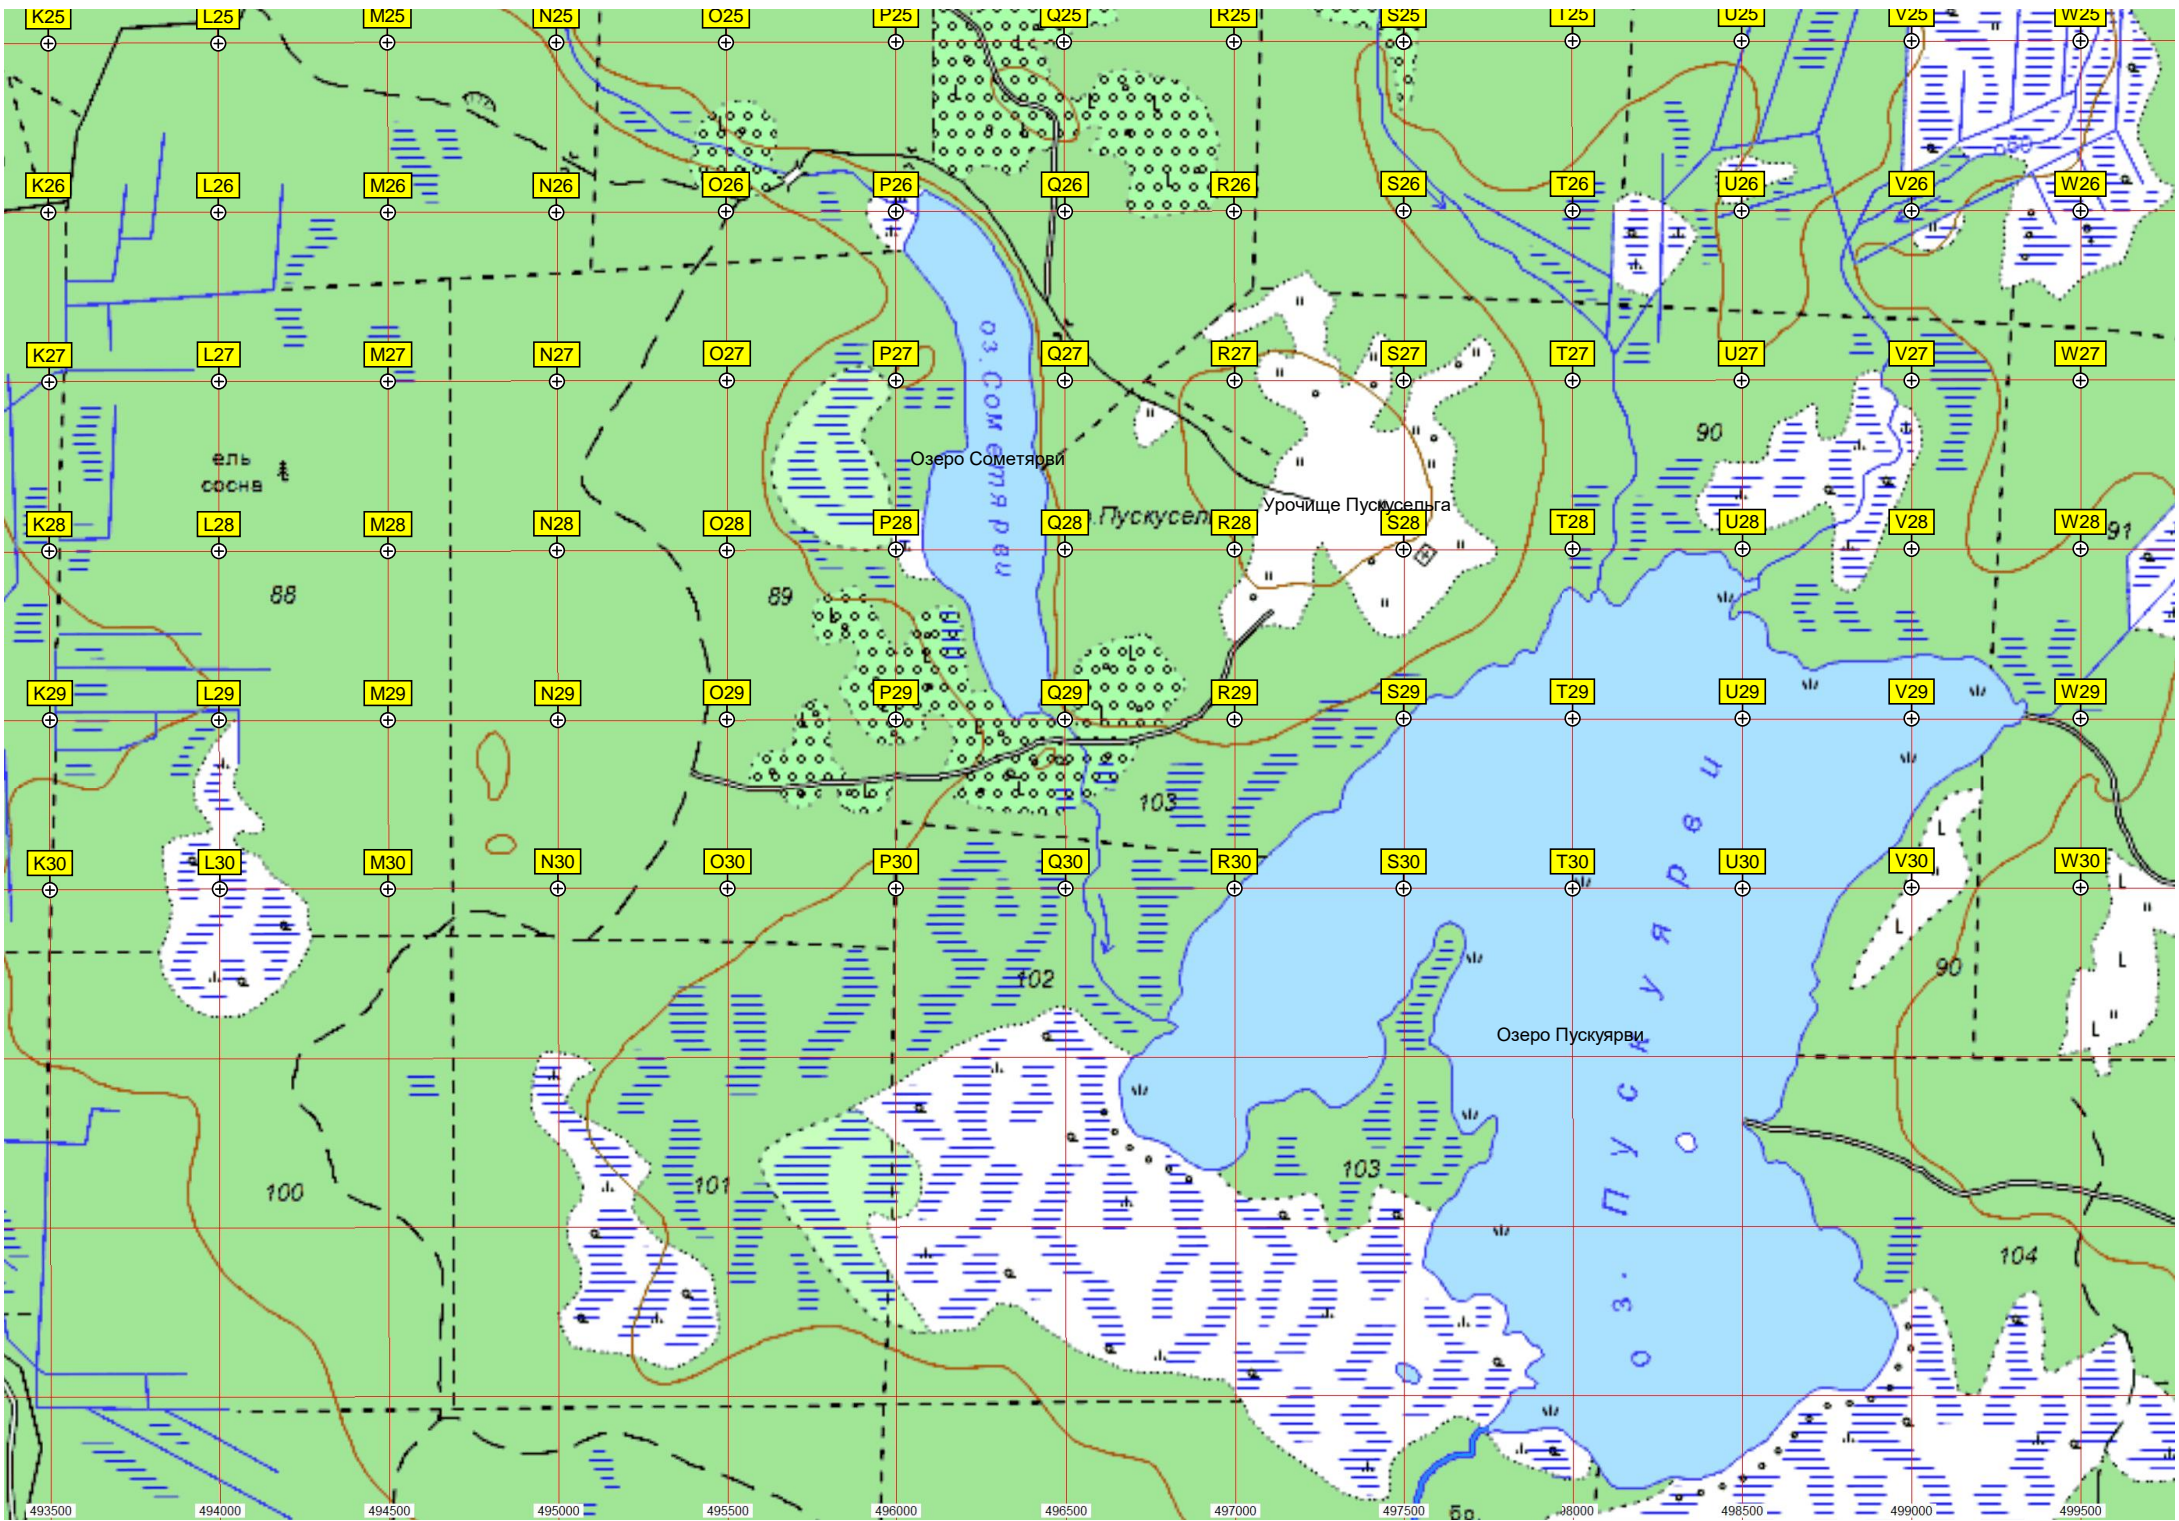 K25 L25 M25 N25 O25 P25 Q25 R25 S25 T25 U25 V25 W25
K26 L26 M26 N26 O26 P26 Q26 R26 S26 T26 U26 V26 W26
K27 L27 M27 N27 O27 P27 Q27 R27 S27 T27 U27 V27 W27
оз. Сометярви
90
ель
сосна
Озеро Сометярви
Урочище Пускусельга
K28 L28 M28 N28 O28 P28 Q28 R28 S28 T28 U28 V28 W28
91
88
89
K29 L29 M29 N29 O29 P29 Q29 R29 S29 T29 U29 V29 W29
103
K30 L30 M30 N30 O30 P30 Q30 R30 S30 T30 U30 V30 W30
102
90
Озеро Пускуярви
оз. Пускуярви
103
101
100
104
бр.
493500 494000 494500 495000 495500 496000 496500 497000 497500 498000 498500 499000 499500